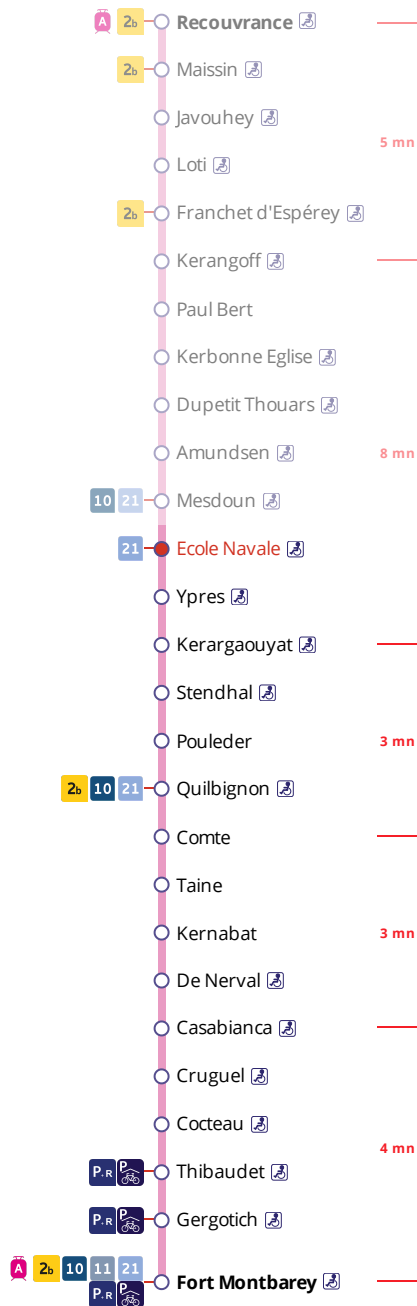 A 2b Recouvrance
2b Maissin
Javouhey
5 mn
Loti
2b Franchet d'Espérey
Kerangoff
Paul Bert
Kerbonne Eglise
Dupetit Thouars
Amundsen 8 mn
10 21 Mesdoun
21 Ecole Navale
Ypres
Kerargaouyat
Stendhal
Pouleder 3 mn
2b 10 21 Quilbignon
Comte
Taine
Kernabat 3 mn
De Nerval
Casabianca
Cruguel
Cocteau
4 mn
P+R P Thibaudet
P+R P Gergotich
A 2b 10 11 21
P+R P Fort Montbarey